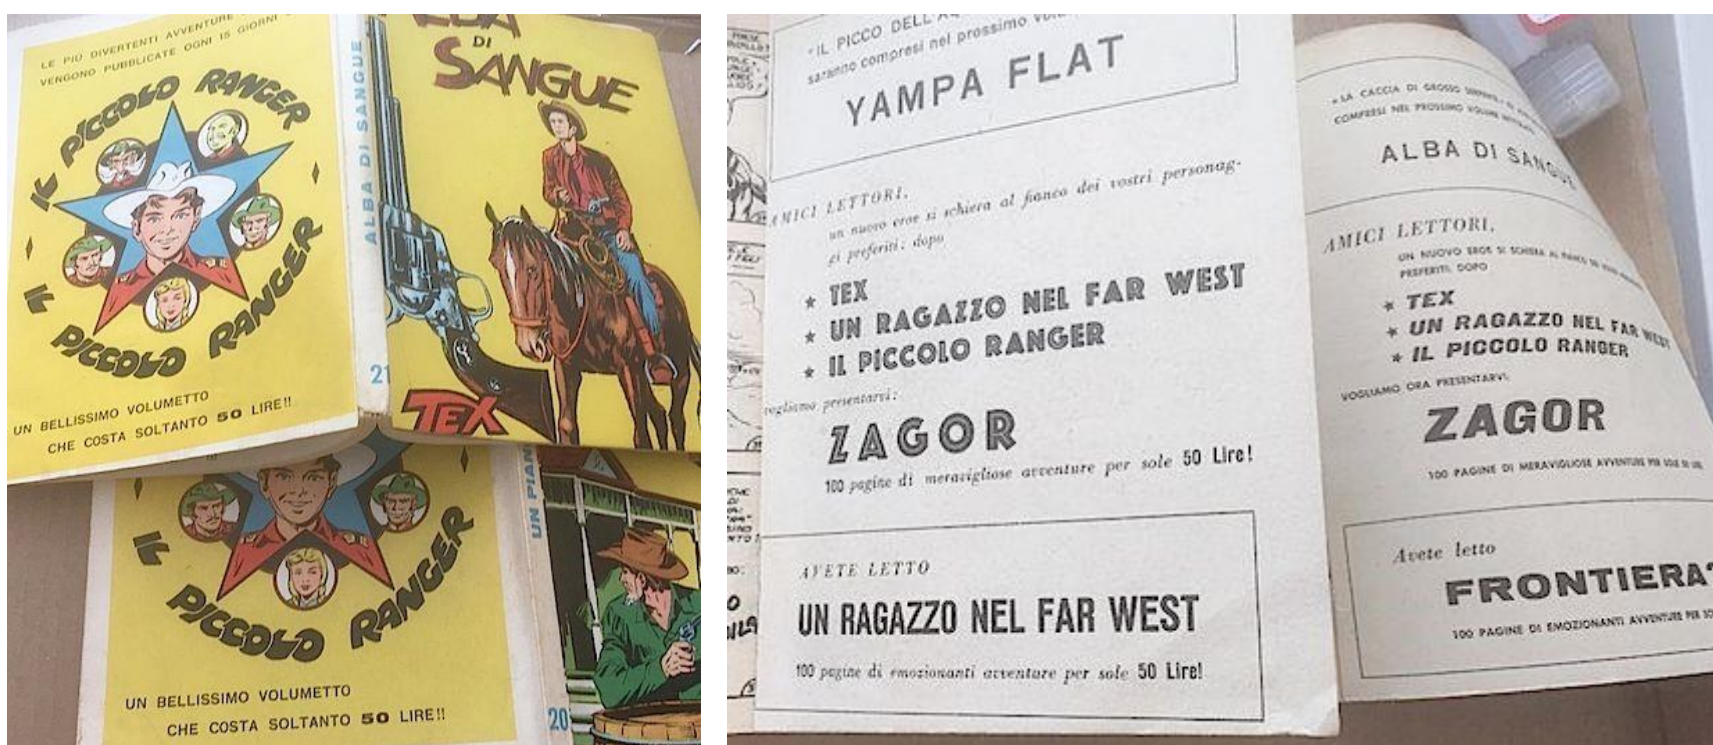 LE PIÙ DIVERTENTI AVVENTURE
VENGONO PUBBLICATE OGNI 15 GIORNI
IL PICCOLO RANGER
IL PICCOLO RANGER
UN BELLISSIMO VOLUMETTO
CHE COSTA SOLTANTO 50 LIRE!!
ALBA DI SANGUE
21
DI
SANGUE
TEX
IL PICCOLO RANGER
UN BELLISSIMO VOLUMETTO
CHE COSTA SOLTANTO 50 LIRE!!
UN
20
"IL PICCO
saranno compresi nel prossimo
YAMPA FLAT
AMICI LETTORI,
un nuovo eroe si schiera al fianco dei vostri personag-
gi preferiti: dopo
★ TEX
★ UN RAGAZZO NEL FAR WEST
★ IL PICCOLO RANGER
vogliamo presentarvi:
ZAGOR
100 pagine di meravigliose avventure per sole 50 Lire!
AVETE LETTO
UN RAGAZZO NEL FAR WEST
100 pagine di emozionanti avventure per sole 50 Lire!
« LA CACCIA DI GROSSO
COMPRESI NEL PROSSIMO VOLUME
ALBA DI SANGUE
AMICI LETTORI,
UN NUOVO EROE SI SCHIERA AL FIANCO DEI
PREFERITI: DOPO
★ TEX
★ UN RAGAZZO NEL FAR WEST
★ IL PICCOLO RANGER
VOGLIAMO ORA PRESENTARVI:
ZAGOR
100 PAGINE DI MERAVIGLIOSE AVVENTURE PER SOLE 50 LIRE
Avete letto
FRONTIERA?
100 PAGINE DI EMOZIONANTI AVVENTURE PER